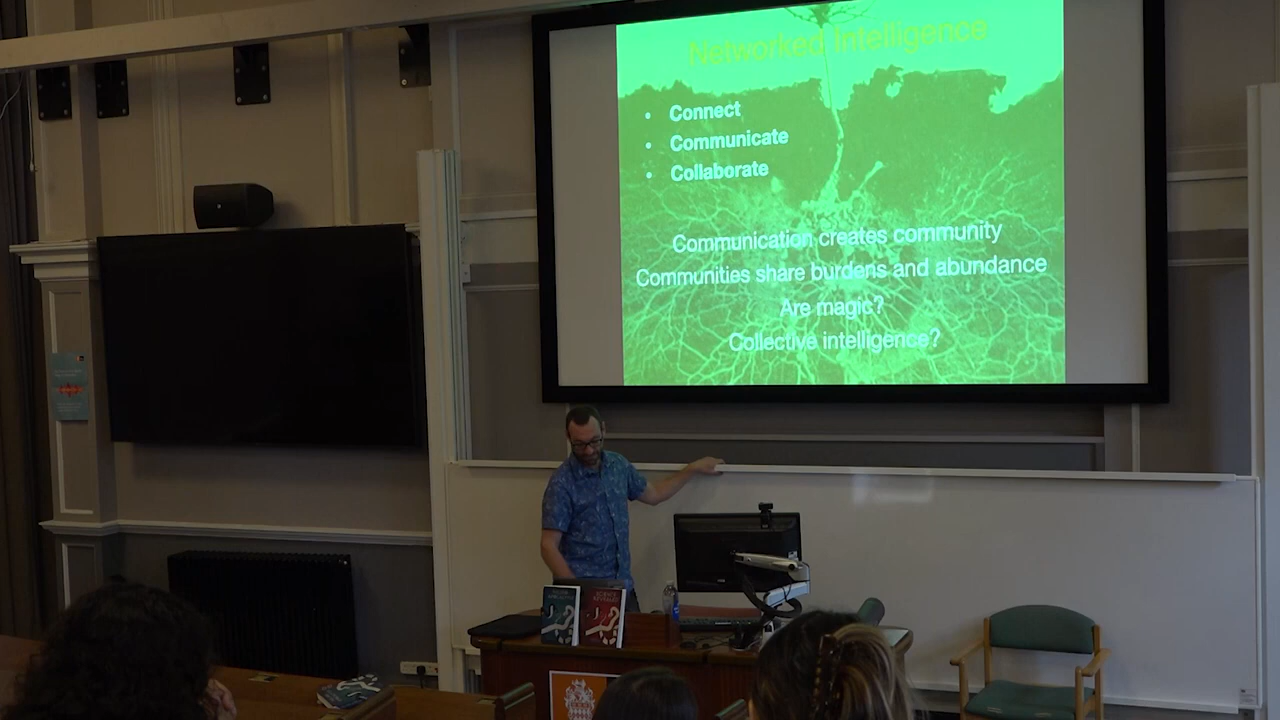 Networked Intelligence
• Connect
• Communicate
• Collaborate
Communication creates community
Communities share burdens and abundance
Are magic?
Collective intelligence?